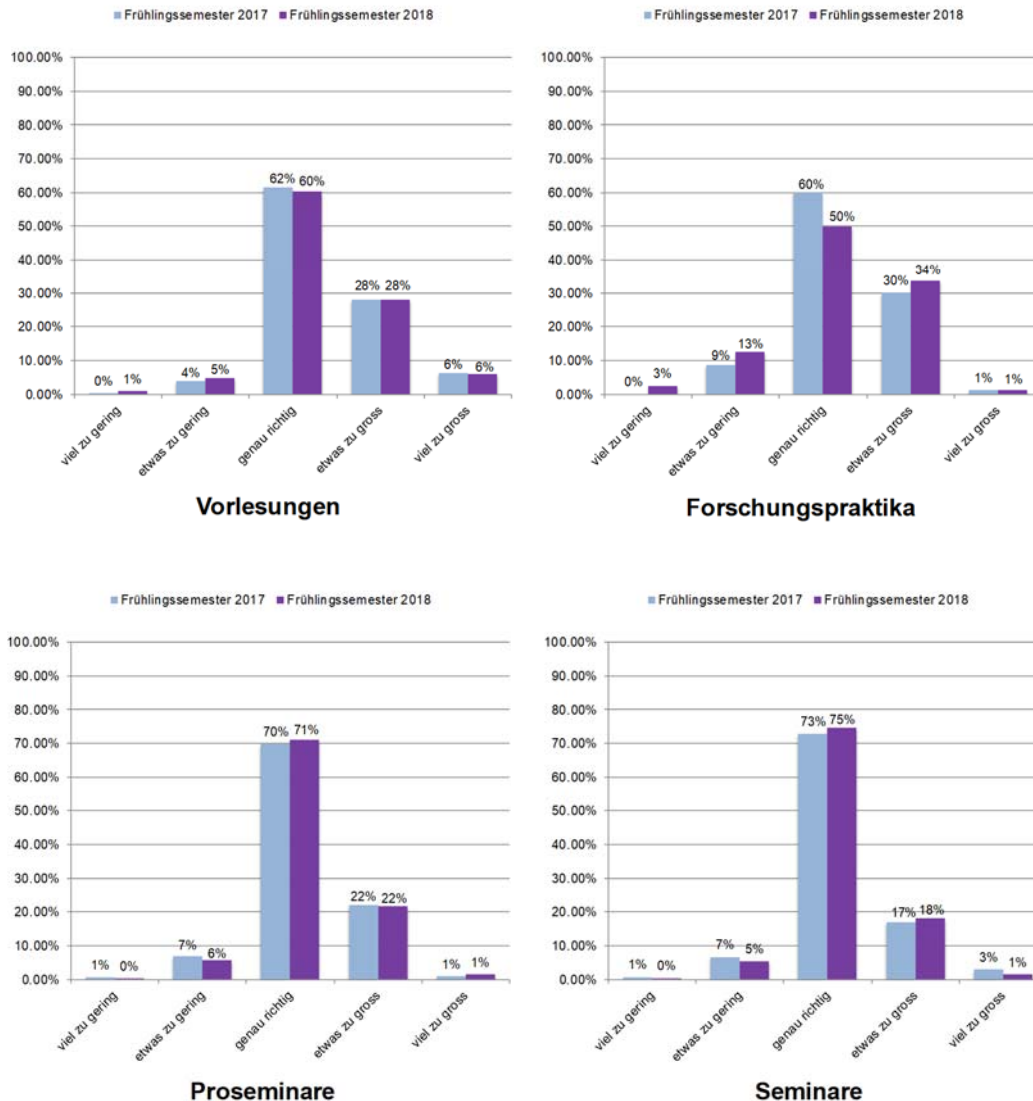 Frühlingssemester 2017 Frühlingssemester 2018
100.00%
90.00%
80.00%
70.00%
60.00%
50.00%
40.00%
30.00%
20.00%
10.00%
0.00%
0% 1%
4% 5%
62% 60%
28% 28%
6% 6%
viel zu gering
etwas zu gering
genau richtig
etwas zu gross
viel zu gross
Vorlesungen
Frühlingssemester 2017 Frühlingssemester 2018
100.00%
90.00%
80.00%
70.00%
60.00%
50.00%
40.00%
30.00%
20.00%
10.00%
0.00%
0% 3%
9% 13%
60% 50%
30% 34%
1% 1%
viel zu gering
etwas zu gering
genau richtig
etwas zu gross
viel zu gross
Forschungspraktika
Frühlingssemester 2017 Frühlingssemester 2018
100.00%
90.00%
80.00%
70.00%
60.00%
50.00%
40.00%
30.00%
20.00%
10.00%
0.00%
1% 0%
7% 6%
70% 71%
22% 22%
1% 1%
viel zu gering
etwas zu gering
genau richtig
etwas zu gross
viel zu gross
Proseminare
Frühlingssemester 2017 Frühlingssemester 2018
100.00%
90.00%
80.00%
70.00%
60.00%
50.00%
40.00%
30.00%
20.00%
10.00%
0.00%
1% 0%
7% 5%
73% 75%
17% 18%
3% 1%
viel zu gering
etwas zu gering
genau richtig
etwas zu gross
viel zu gross
Seminare